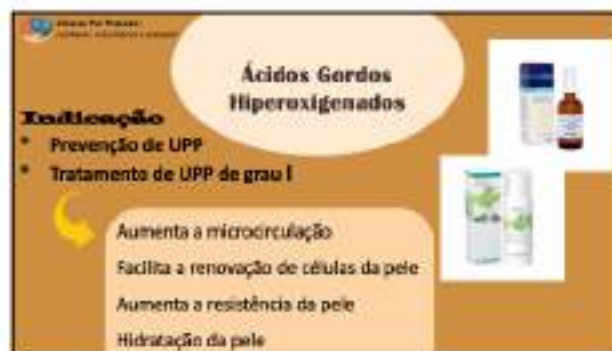 Ácidos Gordos
Hiperoxigenados
Indicação
* Prevenção de UPP
* Tratamento de UPP de grau I
Aumenta a microcirculação
Facilita a renovação de células da pele
Aumenta a resistência da pele
Hidratação da pele